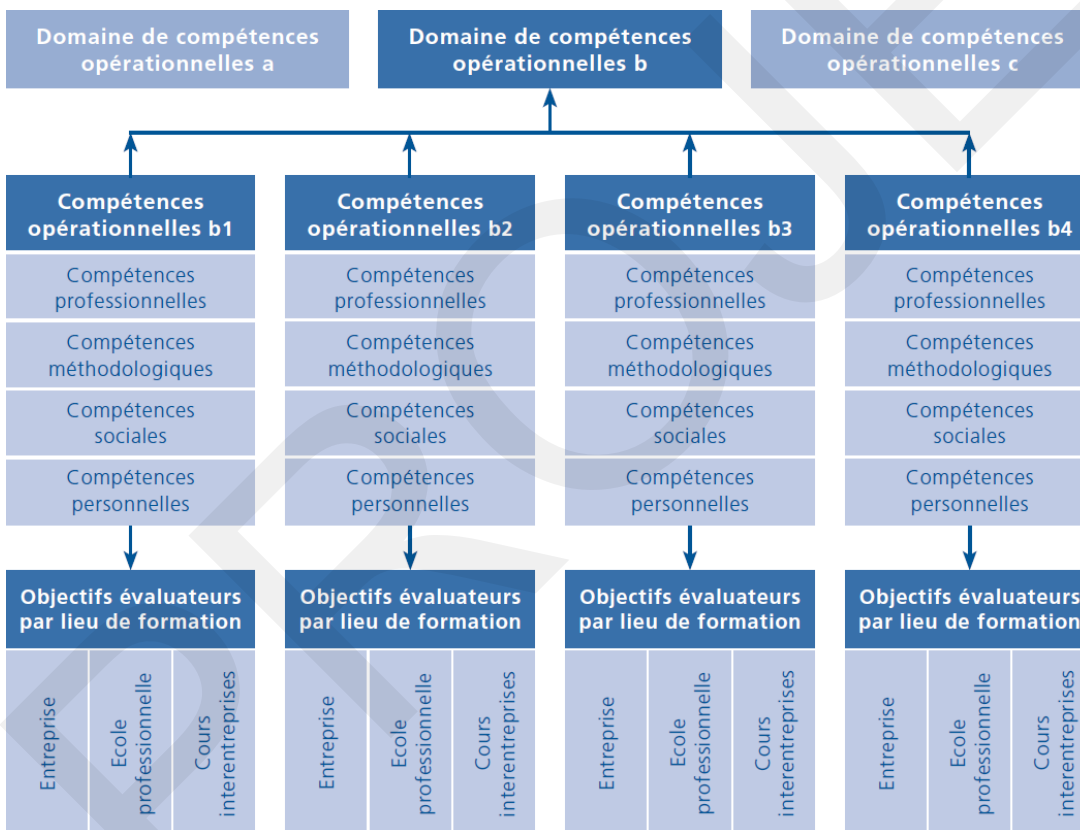 Domaine de compétences
opérationnelles a
Domaine de compétences
opérationnelles b
Domaine de compétences
opérationnelles c
Compétences
opérationnelles b1
Compétences
opérationnelles b2
Compétences
opérationnelles b3
Compétences
opérationnelles b4
Compétences
professionnelles
Compétences
professionnelles
Compétences
professionnelles
Compétences
professionnelles
Compétences
méthodologiques
Compétences
méthodologiques
Compétences
méthodologiques
Compétences
méthodologiques
Compétences
sociales
Compétences
sociales
Compétences
sociales
Compétences
sociales
Compétences
personnelles
Compétences
personnelles
Compétences
personnelles
Compétences
personnelles
Objectifs évaluateurs
par lieu de formation
Objectifs évaluateurs
par lieu de formation
Objectifs évaluateurs
par lieu de formation
Objectifs évaluateurs
par lieu de formation
Entreprise
Ecole
professionnelle
Cours
interentreprises
Entreprise
Ecole
professionnelle
Cours
interentreprises
Entreprise
Ecole
professionnelle
Cours
interentreprises
Entreprise
Ecole
professionnelle
Cours
interentreprises
PROJE